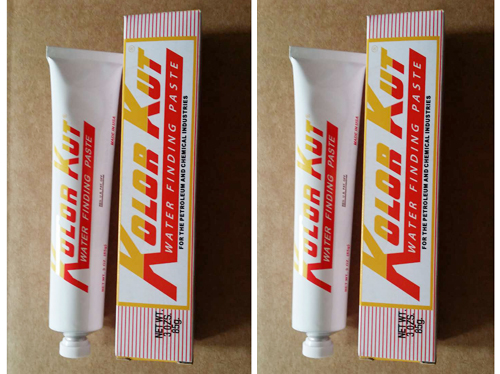 KOLOR KUT
WATER FINDING PASTE
MADE IN USA
KOLOR KUT
WATER FINDING PASTE
FOR THE PETROLEUM AND CHEMICAL INDUSTRIES
NET WT.
3 OZS.
85g.
KOLOR KUT
WATER FINDING PASTE
MADE IN USA
KOLOR KUT
WATER FINDING PASTE
FOR THE PETROLEUM AND CHEMICAL INDUSTRIES
NET WT.
3 OZS.
85g.